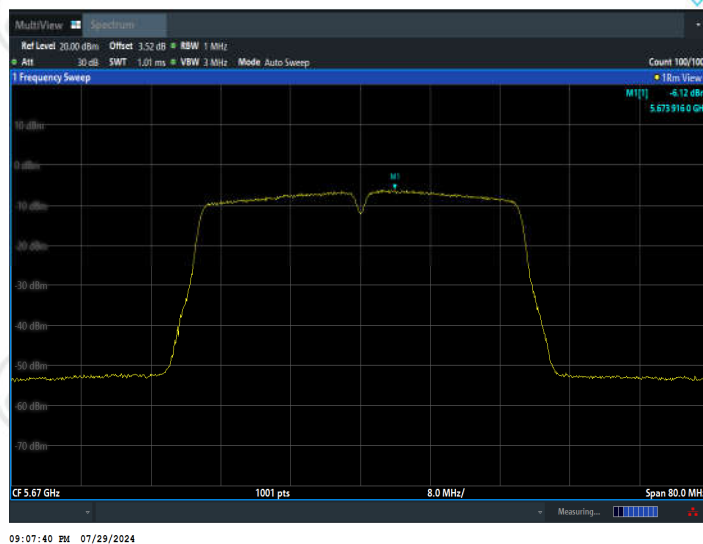 MultiView Spectrum
Ref Level 20.00 dBm Offset 3.52 dB RBW 1 MHz
Att 30 dB SWT 1.01 ms VBW 3 MHz Mode Auto Sweep Count 100/100
1 Frequency Sweep 1Rm View
M1[1] -6.12 dBm
5.673 916 0 GH
M1
10 dBm
0 dBm
-10 dBm
-20 dBm
-30 dBm
-40 dBm
-50 dBm
-60 dBm
-70 dBm
CF 5.67 GHz 1001 pts 8.0 MHz/ Span 80.0 MH
Measuring...
09:07:40 PM 07/29/2024